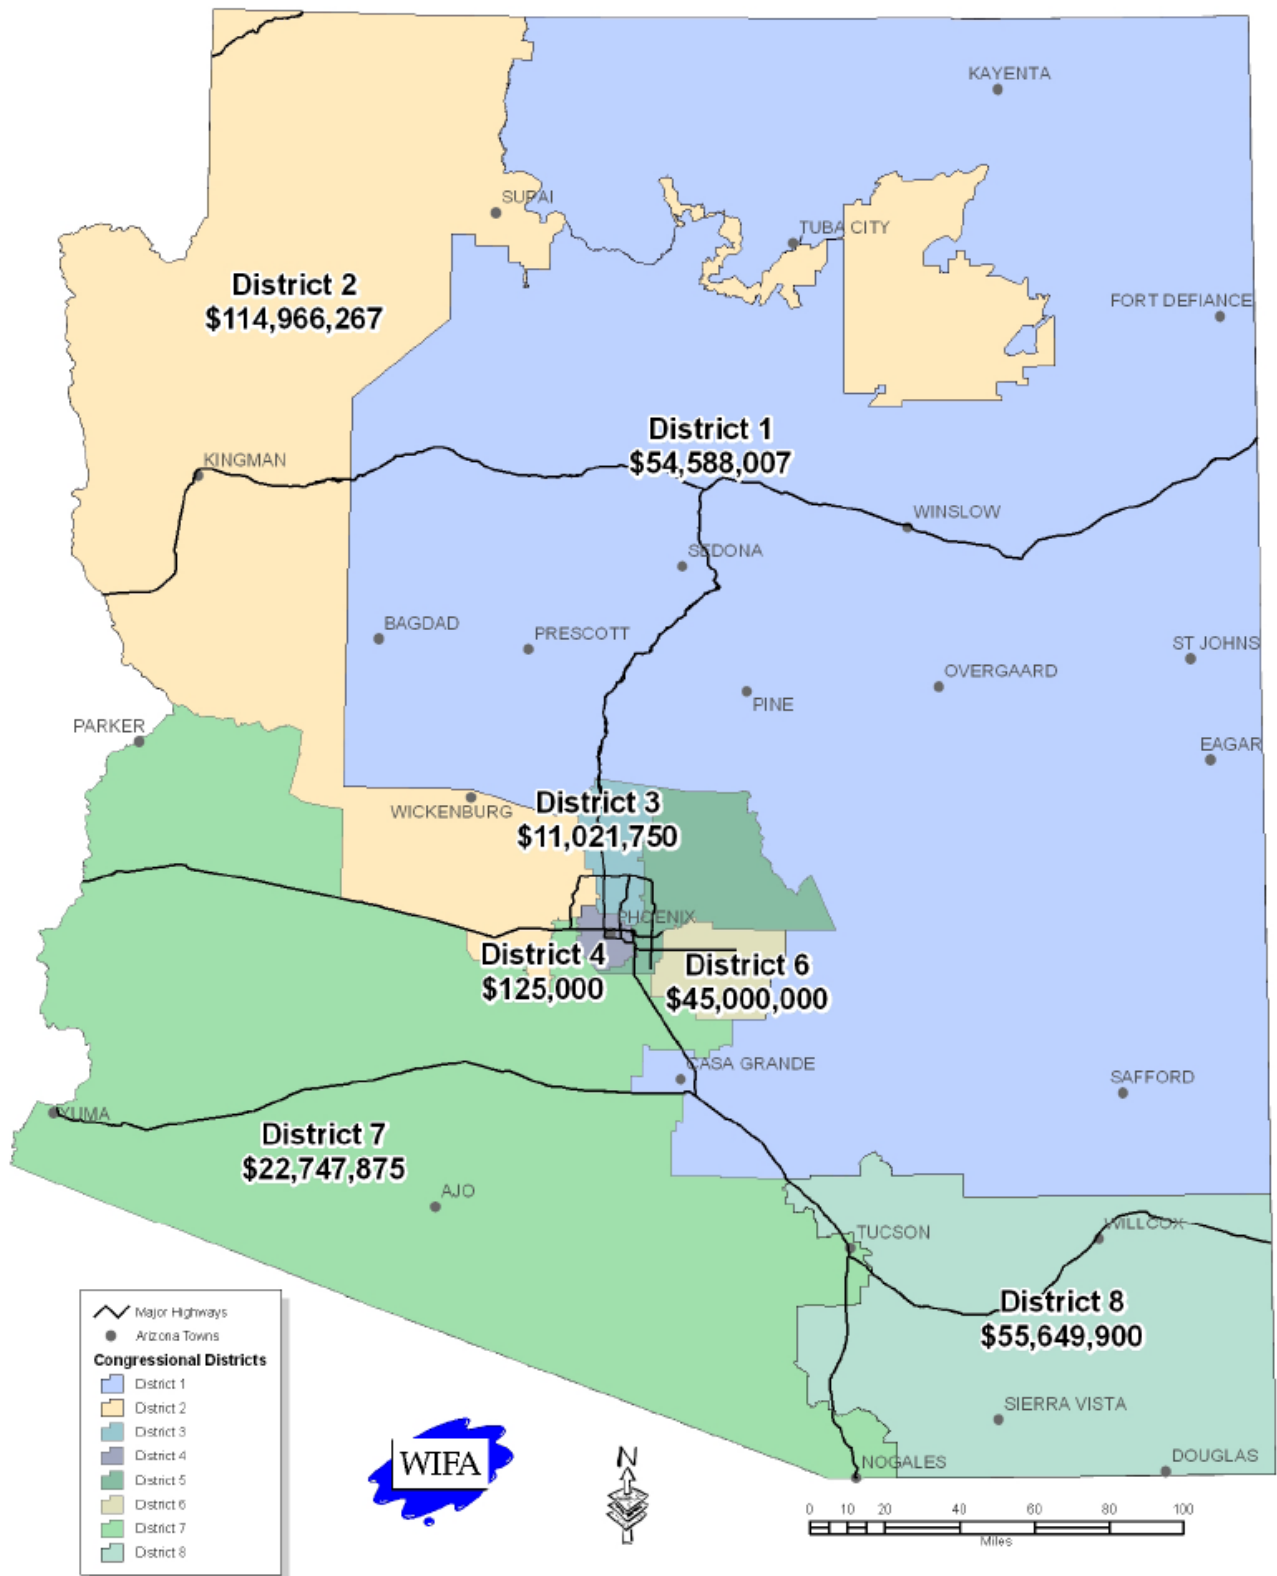 KAYENTA
SUPAI
TUBA CITY
District 2
$114,966,267
FORT DEFIANCE
District 1
$54,588,007
KINGMAN
WINSLOW
SEDONA
BAGDAD
PRESCOTT
ST JOHNS
OVERGAARD
PINE
PARKER
EAGAR
WICKENBURG
District 3
$11,021,750
PHOENIX
District 4
$125,000
District 6
$45,000,000
CASA GRANDE
SAFFORD
YUMA
District 7
$22,747,875
AJO
TUCSON
WILLCOX
District 8
$55,649,900
SIERRA VISTA
NOGALES
DOUGLAS
Major Highways
Arizona Towns
Congressional Districts
District 1
District 2
District 3
District 4
District 5
District 6
District 7
District 8
WIFA
N
0 10 20 40 60 80 100
Miles